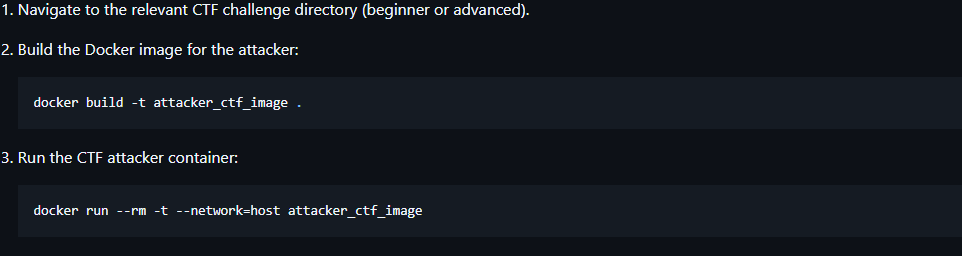 1. Navigate to the relevant CTF challenge directory (beginner or advanced).
2. Build the Docker image for the attacker:
docker build -t attacker_ctf_image .
3. Run the CTF attacker container:
docker run --rm -t --network=host attacker_ctf_image